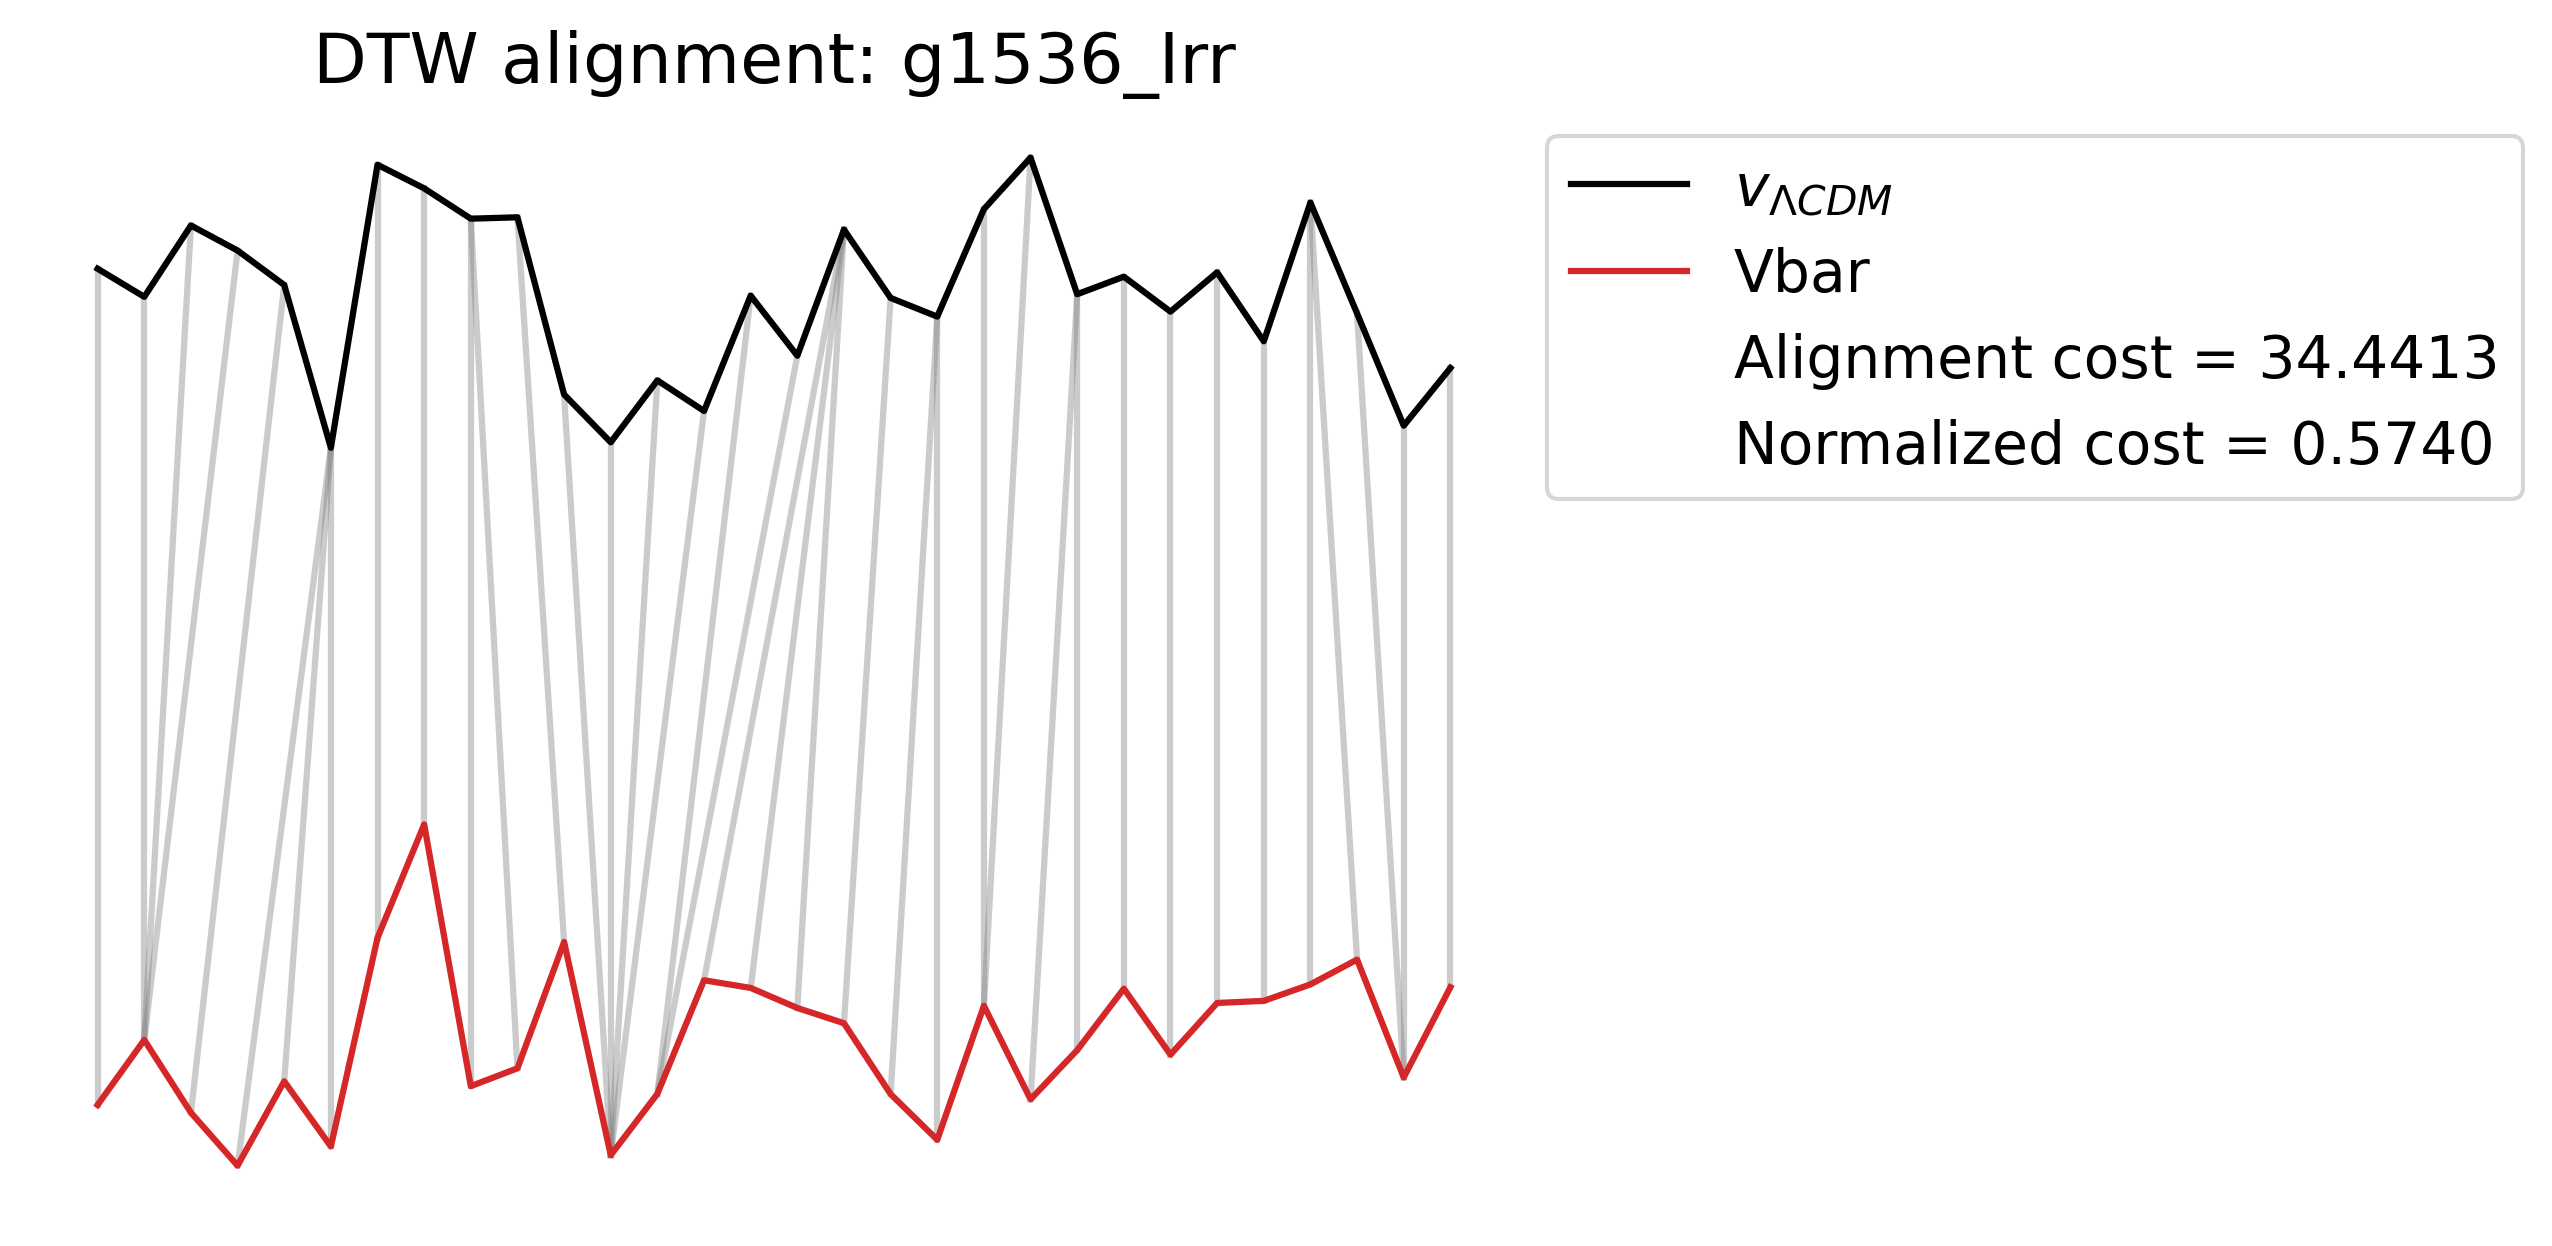 DTW alignment: g1536_Irr
v_ΛCDM
Vbar
Alignment cost = 34.4413
Normalized cost = 0.5740